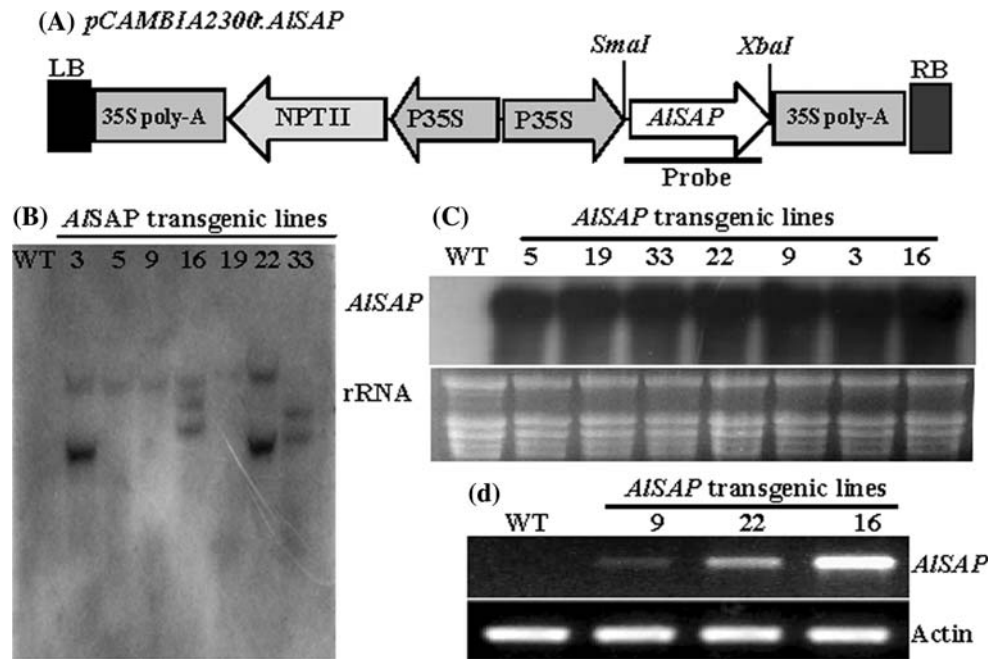 (A) pCAMBIA2300:AlSAP
SmaI XbaI
LB RB
35S poly-A NPTII P35S P35S AlSAP 35S poly-A
Probe
(B) AlSAP transgenic lines
WT 3 5 9 16 19 22 33
(C) AlSAP transgenic lines
WT 5 19 33 22 9 3 16
AlSAP
rRNA
(d) AlSAP transgenic lines
WT 9 22 16
AlSAP
Actin